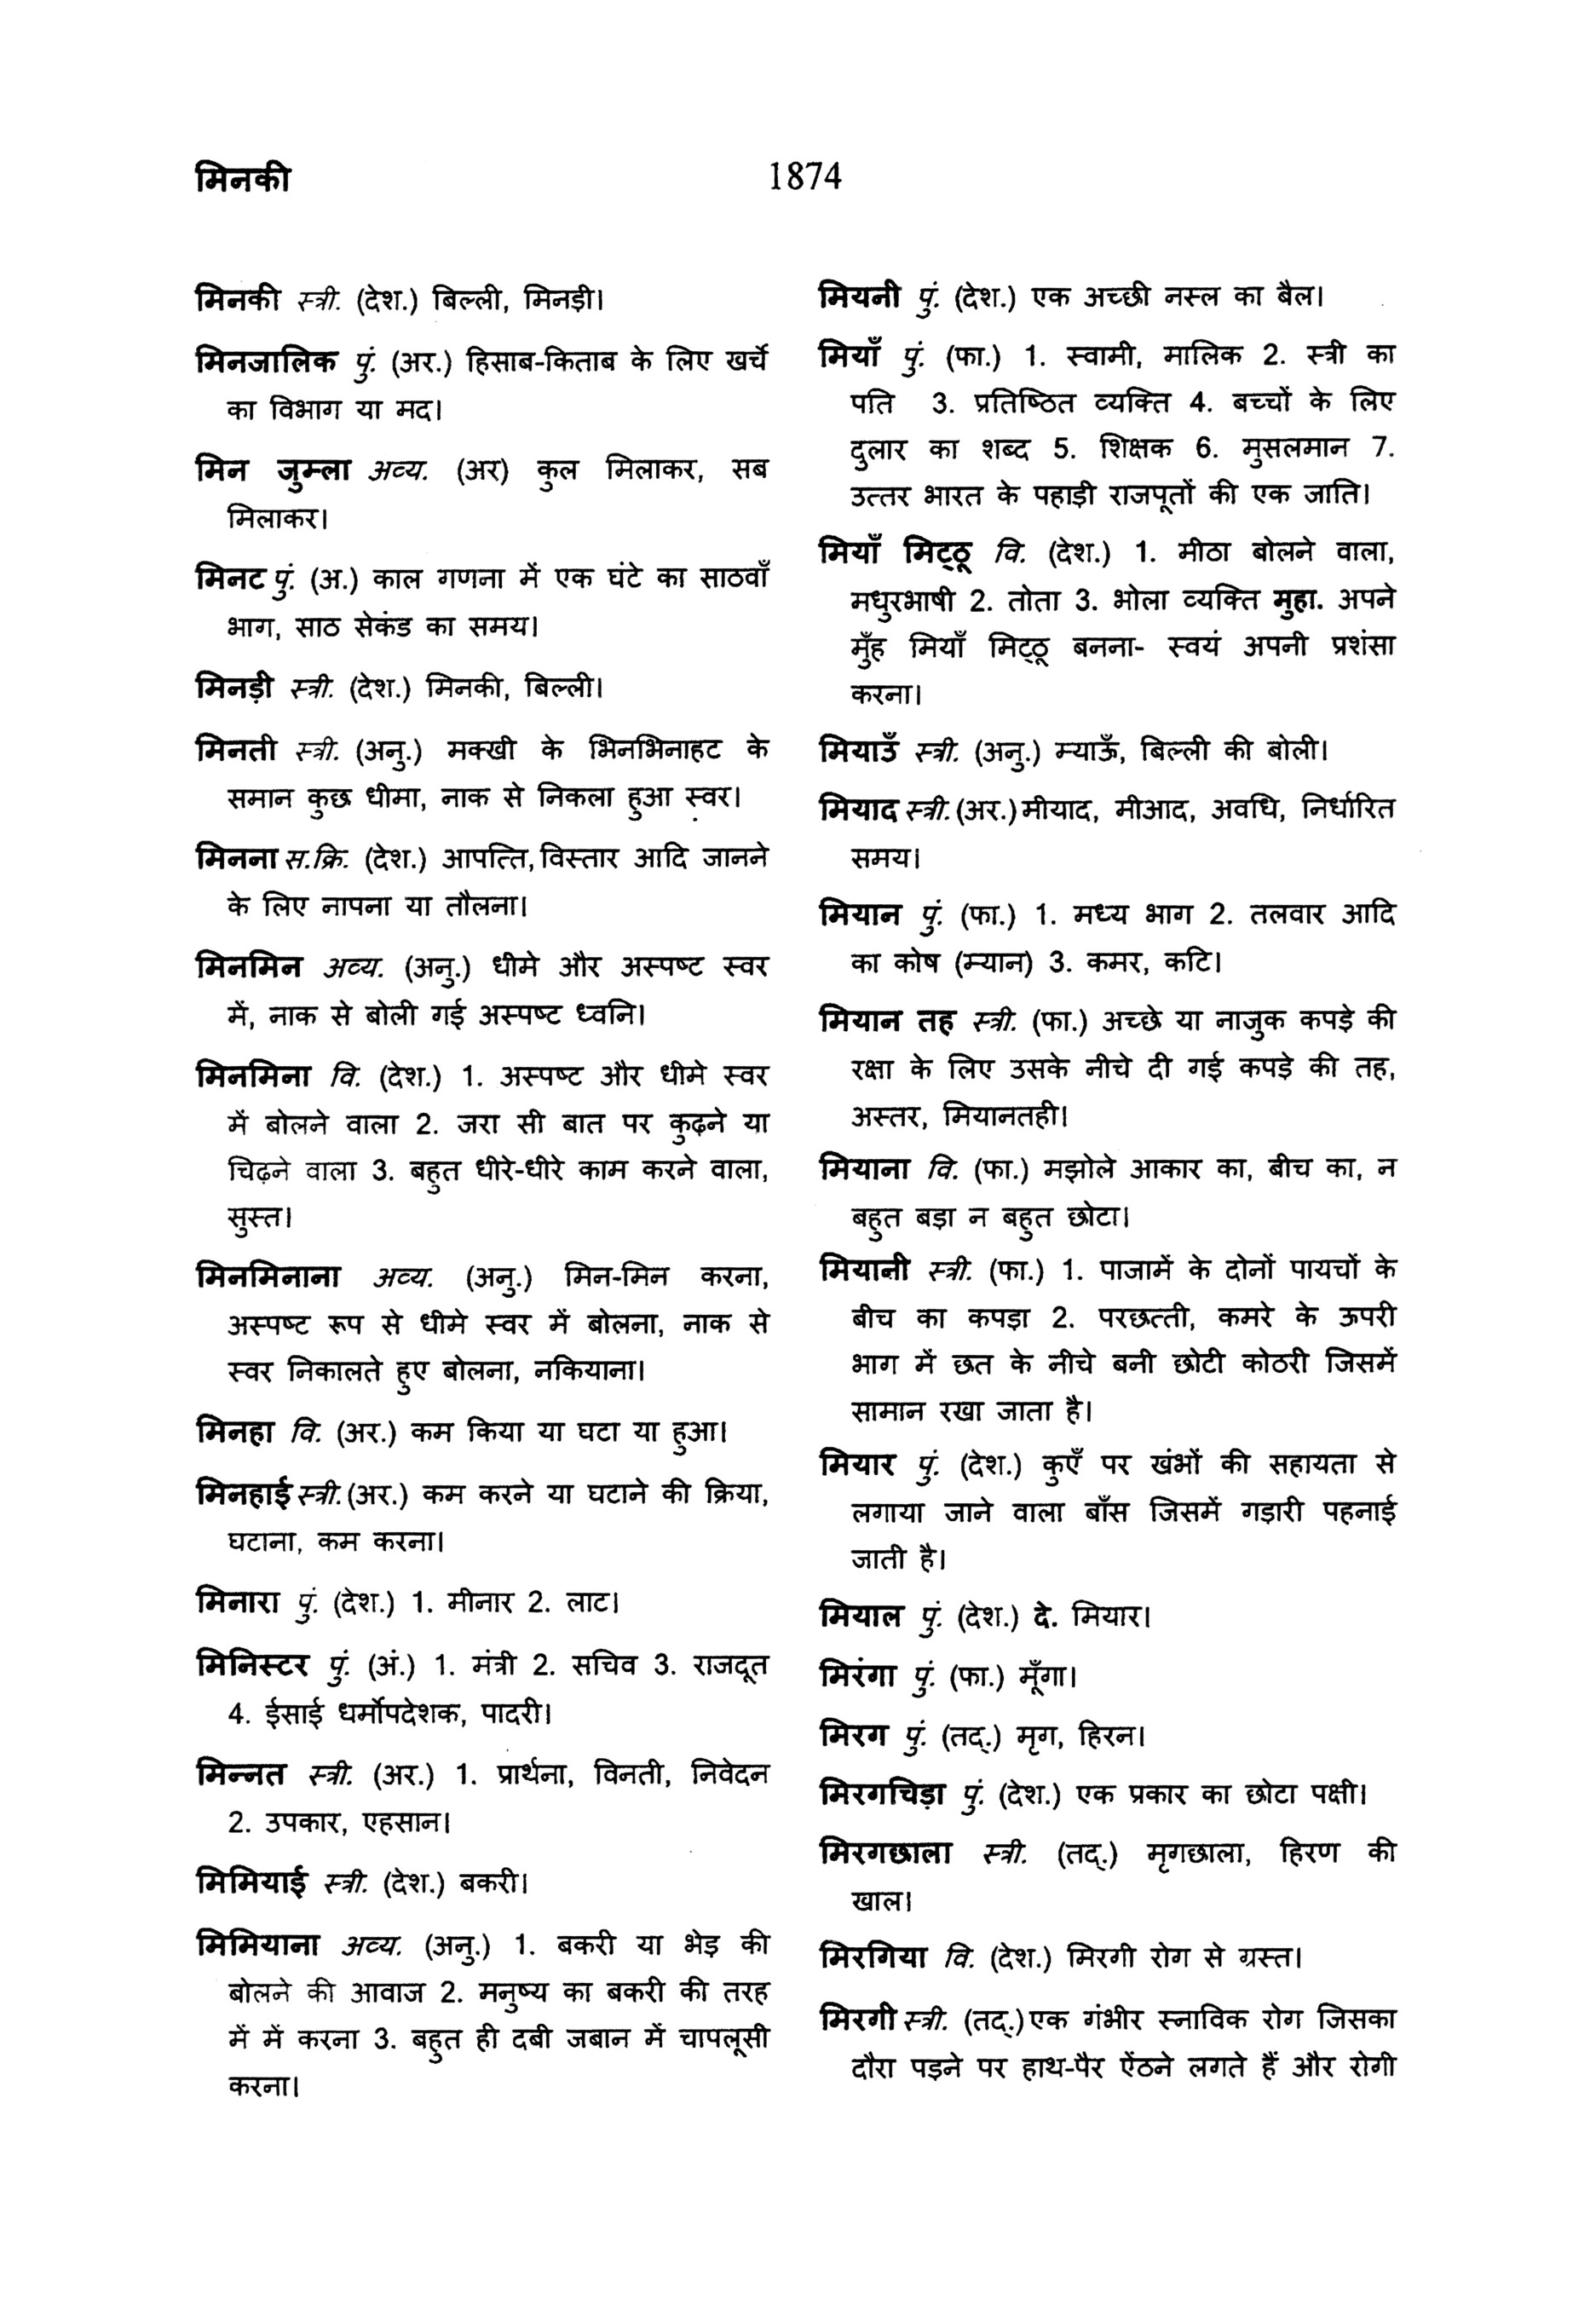 मिनकी
1874
मिनकी स्त्री. (देश.) बिल्ली, मिनड़ी।
मिनजालिक पुं. (अर.) हिसाब-किताब के लिए खर्चे
का विभाग या मद।
मिन जुम्ला अव्य. (अर) कुल मिलाकर, सब
मिलाकर।
मिनट पुं. (अ.) काल गणना में एक घंटे का साठवाँ
भाग, साठ सेकंड का समय।
मिनड़ी स्त्री. (देश.) मिनकी, बिल्ली।
मिनती स्त्री. (अनु.) मक्खी के भिनभिनाहट के
समान कुछ धीमा, नाक से निकला हुआ स्वर।
मिनना स.क्रि. (देश.) आपत्ति, विस्तार आदि जानने
के लिए नापना या तौलना।
मिनमिन अव्य. (अनु.) धीमे और अस्पष्ट स्वर
में, नाक से बोली गई अस्पष्ट ध्वनि।
मिनमिना वि. (देश.) 1. अस्पष्ट और धीमे स्वर
में बोलने वाला 2. जरा सी बात पर कुढ़ने या
चिढ़ने वाला 3. बहुत धीरे-धीरे काम करने वाला,
सुस्त।
मिनमिनाना अव्य. (अनु.) मिन-मिन करना,
अस्पष्ट रूप से धीमे स्वर में बोलना, नाक से
स्वर निकालते हुए बोलना, नकियाना।
मिनहा वि. (अर.) कम किया या घटा या हुआ।
मिनहाई स्त्री. (अर.) कम करने या घटाने की क्रिया,
घटाना, कम करना।
मिनारा पुं. (देश.) 1. मीनार 2. लाट।
मिनिस्टर पुं. (अं.) 1. मंत्री 2. सचिव 3. राजदूत
4. ईसाई धर्मोपदेशक, पादरी।
मिन्नत स्त्री. (अर.) 1. प्रार्थना, विनती, निवेदन
2. उपकार, एहसान।
मिमियाई स्त्री. (देश.) बकरी।
मिमियाना अव्य. (अनु.) 1. बकरी या भेड़ की
बोलने की आवाज 2. मनुष्य का बकरी की तरह
में में करना 3. बहुत ही दबी जबान में चापलूसी
करना।
मियनी पुं. (देश.) एक अच्छी नस्ल का बैल।
मियाँ पुं. (फा.) 1. स्वामी, मालिक 2. स्त्री का
पति 3. प्रतिष्ठित व्यक्ति 4. बच्चों के लिए
दुलार का शब्द 5. शिक्षक 6. मुसलमान 7.
उत्तर भारत के पहाड़ी राजपूतों की एक जाति।
मियाँ मिट्ठू वि. (देश.) 1. मीठा बोलने वाला,
मधुरभाषी 2. तोता 3. भोला व्यक्ति मुहा. अपने
मुँह मियाँ मिट्ठू बनना- स्वयं अपनी प्रशंसा
करना।
मियाउँ स्त्री. (अनु.) म्याऊँ, बिल्ली की बोली।
मियाद स्त्री. (अर.) मीयाद, मीआद, अवधि, निर्धारित
समय।
मियान पुं. (फा.) 1. मध्य भाग 2. तलवार आदि
का कोष (म्यान) 3. कमर, कटि।
मियान तह स्त्री. (फा.) अच्छे या नाजुक कपड़े की
रक्षा के लिए उसके नीचे दी गई कपड़े की तह,
अस्तर, मियानतही।
मियाना वि. (फा.) मझोले आकार का, बीच का, न
बहुत बड़ा न बहुत छोटा।
मियानी स्त्री. (फा.) 1. पाजामें के दोनों पायचों के
बीच का कपड़ा 2. परछत्ती, कमरे के ऊपरी
भाग में छत के नीचे बनी छोटी कोठरी जिसमें
सामान रखा जाता है।
मियार पुं. (देश.) कुएँ पर खंभों की सहायता से
लगाया जाने वाला बाँस जिसमें गड़ारी पहनाई
जाती है।
मियाल पुं. (देश.) दे. मियार।
मिरंगा पुं. (फा.) मूँगा।
मिरग पुं. (तद्.) मृग, हिरन।
मिरगचिड़ा पुं. (देश.) एक प्रकार का छोटा पक्षी।
मिरगछाला स्त्री. (तद्.) मृगछाला, हिरण की
खाल।
मिरगिया वि. (देश.) मिरगी रोग से ग्रस्त।
मिरगी स्त्री. (तद्.) एक गंभीर स्नाविक रोग जिसका
दौरा पड़ने पर हाथ-पैर ऐंठने लगते हैं और रोगी